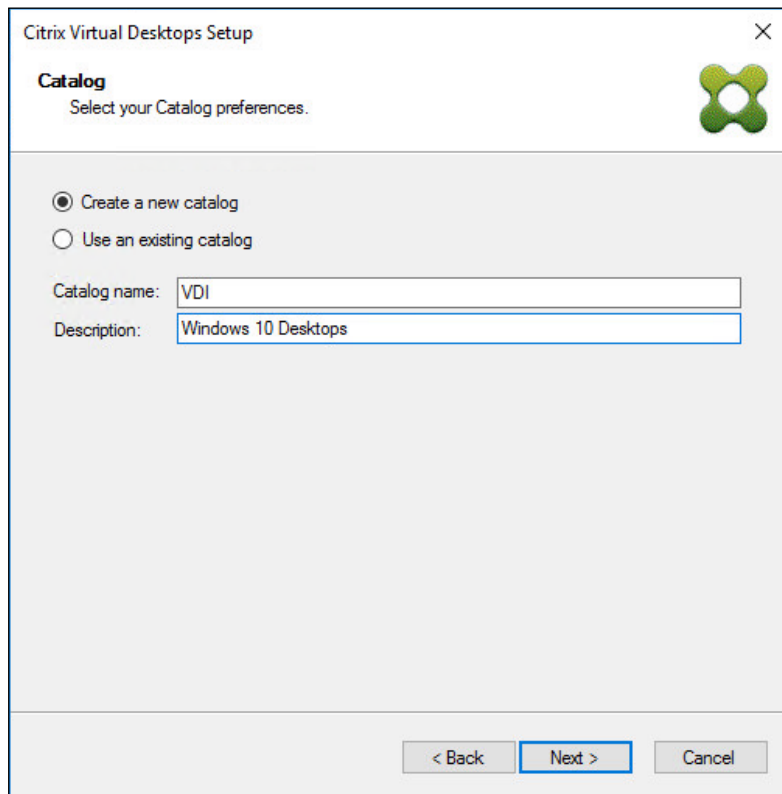 Citrix Virtual Desktops Setup
Catalog
Select your Catalog preferences.
Create a new catalog
Use an existing catalog
Catalog name: VDI
Description: Windows 10 Desktops
< Back Next > Cancel